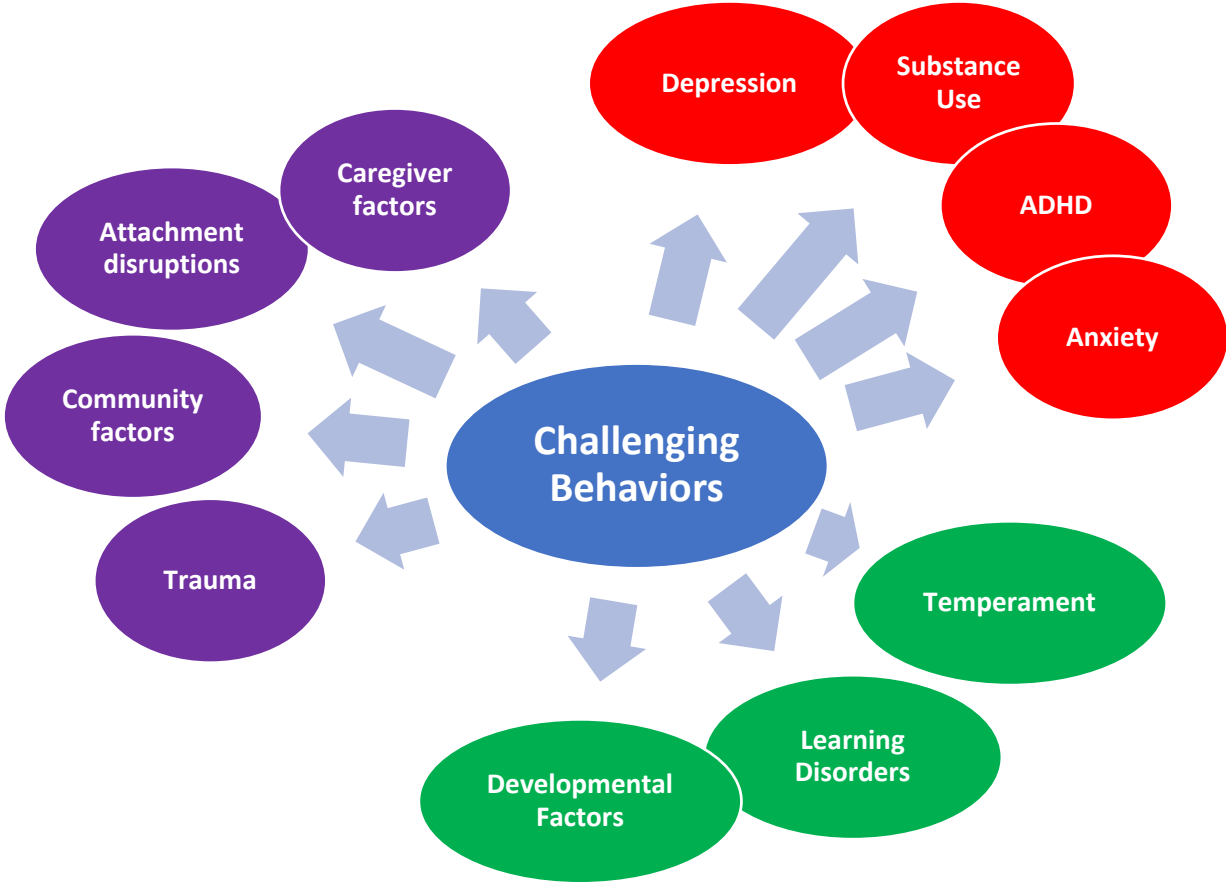 Depression
Substance
Use
Caregiver
factors
ADHD
Attachment
disruptions
Anxiety
Community
factors
Challenging
Behaviors
Trauma
Temperament
Learning
Disorders
Developmental
Factors